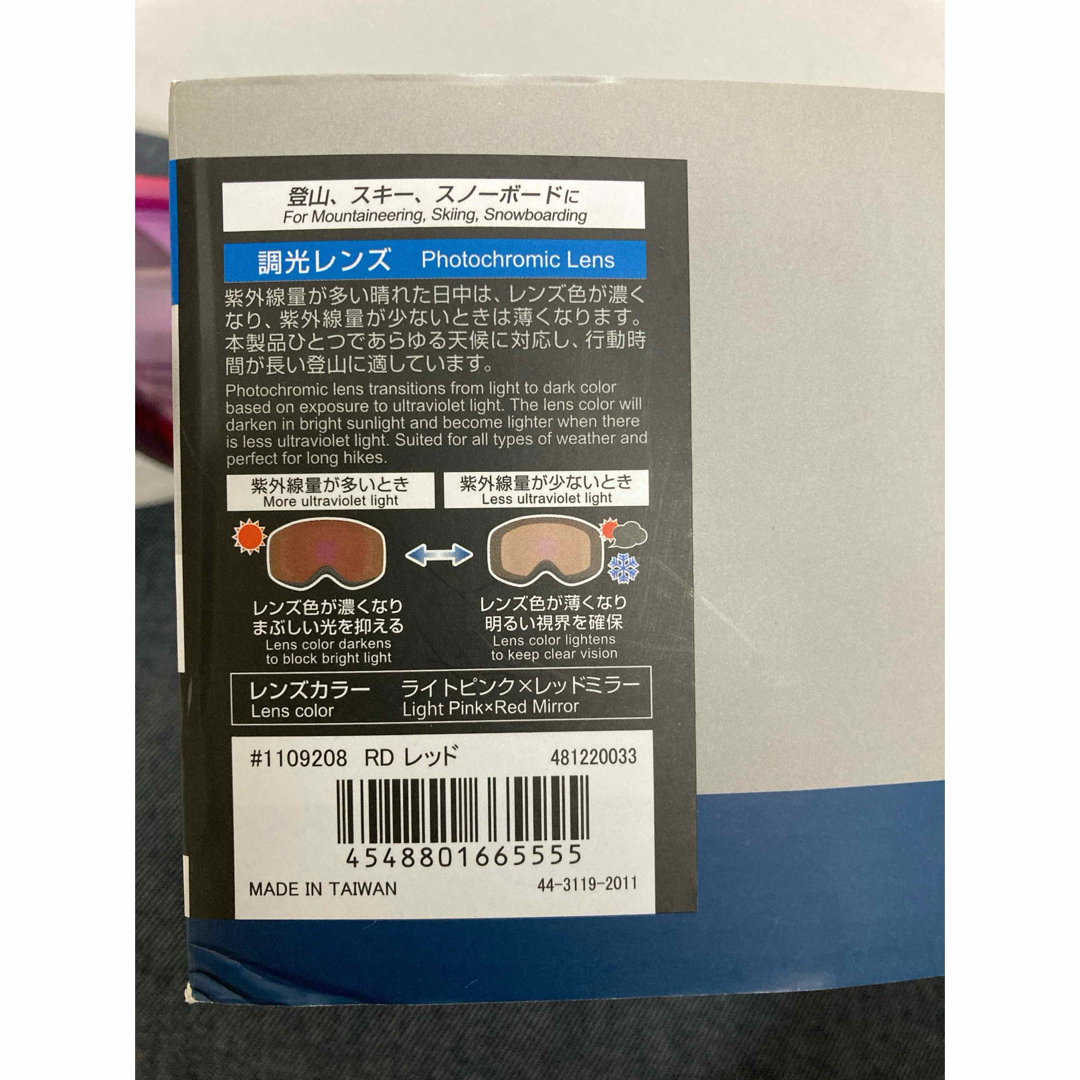 登山、スキー、スノーボードに
For Mountaineering, Skiing, Snowboarding
調光レンズ Photochromic Lens
紫外線量が多い晴れた日中は、レンズ色が濃く
なり、紫外線量が少ないときは薄くなります。
本製品ひとつであらゆる天候に対応し、行動時
間が長い登山に適しています。
Photochromic lens transitions from light to dark color
based on exposure to ultraviolet light. The lens color will
darken in bright sunlight and become lighter when there
is less ultraviolet light. Suited for all types of weather and
perfect for long hikes.
紫外線量が多いとき
More ultraviolet light
紫外線量が少ないとき
Less ultraviolet light
レンズ色が濃くなり
まぶしい光を抑える
Lens color darkens
to block bright light
レンズ色が薄くなり
明るい視界を確保
Lens color lightens
to keep clear vision
レンズカラー ライトピンク×レッドミラー
Lens color Light Pink×Red Mirror
#1109208 RD レッド 481220033
4548801665555
MADE IN TAIWAN 44-3119-2011